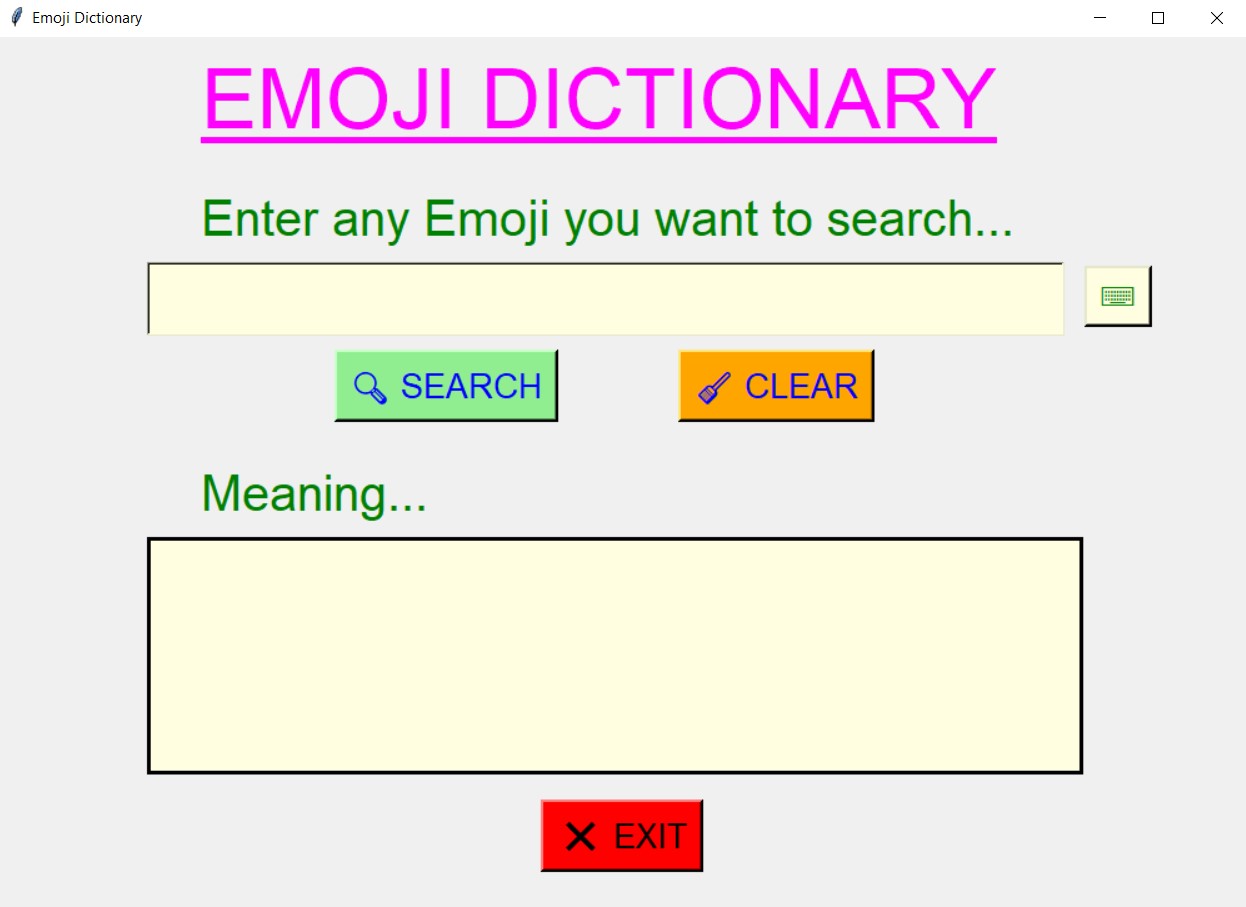 Emoji Dictionary
EMOJI DICTIONARY
Enter any Emoji you want to search...
SEARCH CLEAR
Meaning...
EXIT